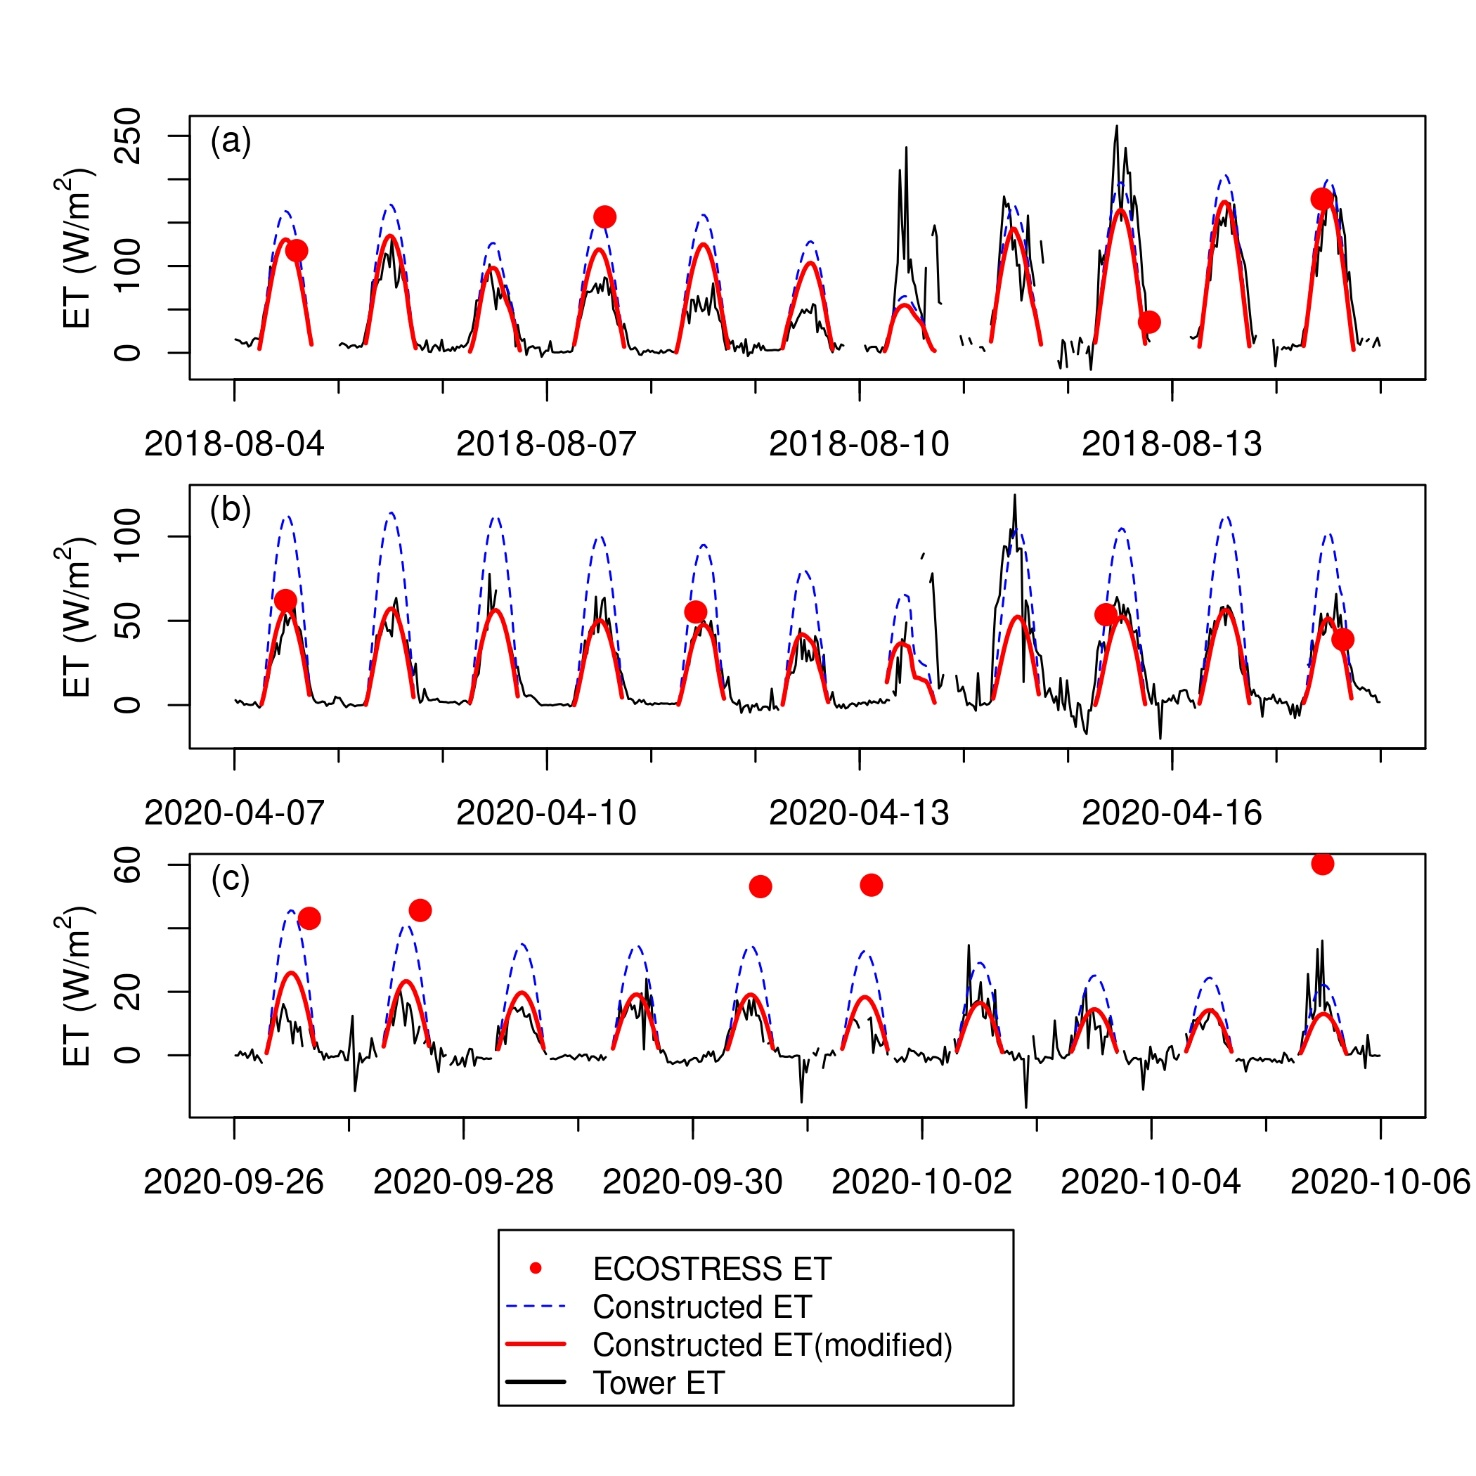 (a)
ET (W/m²)
250
100
0
2018-08-04 2018-08-07 2018-08-10 2018-08-13
(b)
ET (W/m²)
100
50
0
2020-04-07 2020-04-10 2020-04-13 2020-04-16
(c)
ET (W/m²)
60
20
0
2020-09-26 2020-09-28 2020-09-30 2020-10-02 2020-10-04 2020-10-06
ECOSTRESS ET
Constructed ET
Constructed ET(modified)
Tower ET